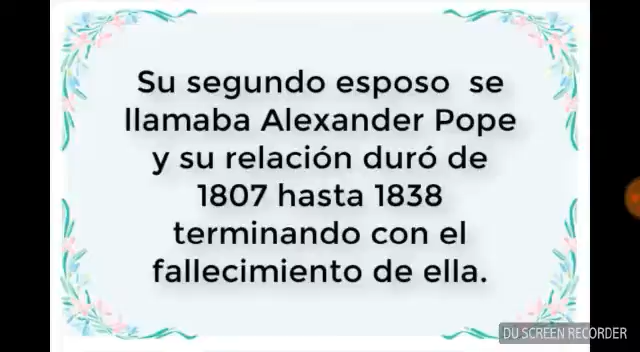 Su segundo esposo se
llamaba Alexander Pope
y su relación duró de
1807 hasta 1838
terminando con el
fallecimiento de ella.
DU SCREEN RECORDER